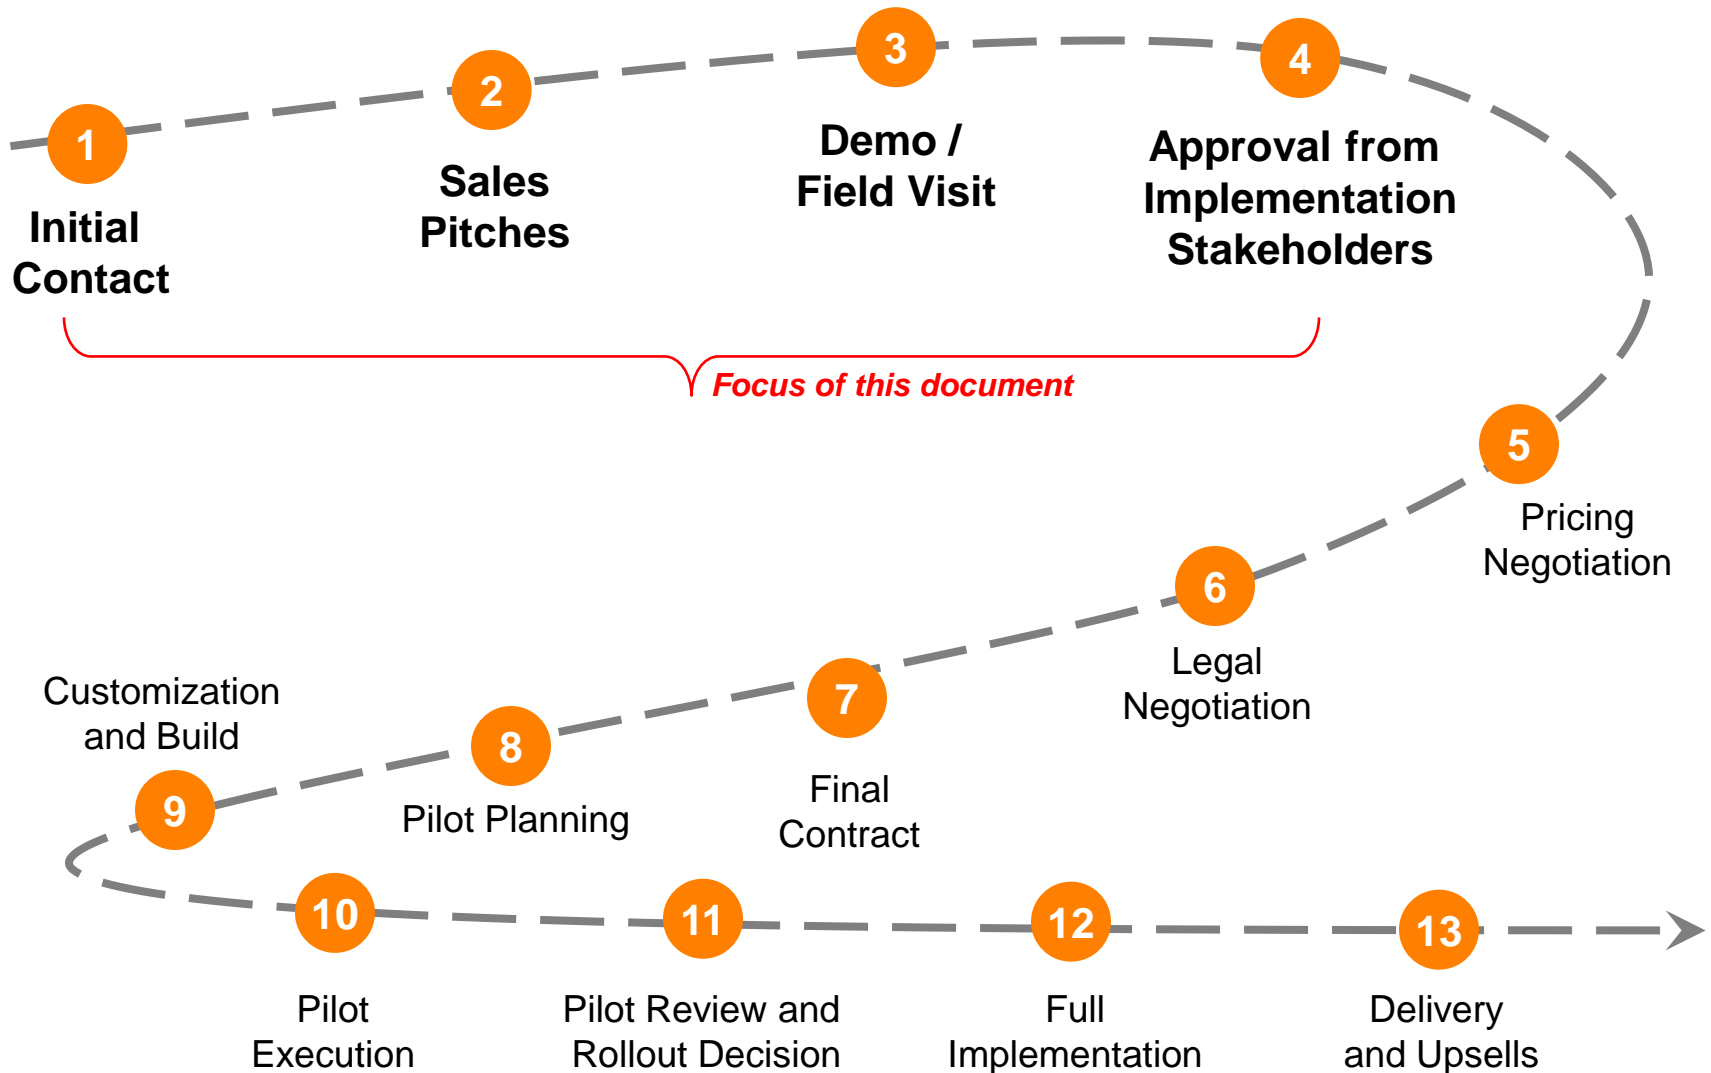 1
Initial
Contact
2
Sales
Pitches
3
Demo /
Field Visit
4
Approval from
Implementation
Stakeholders
Focus of this document
5
Pricing
Negotiation
6
Legal
Negotiation
7
Final
Contract
8
Pilot Planning
Customization
and Build
9
10
Pilot
Execution
11
Pilot Review and
Rollout Decision
12
Full
Implementation
13
Delivery
and Upsells